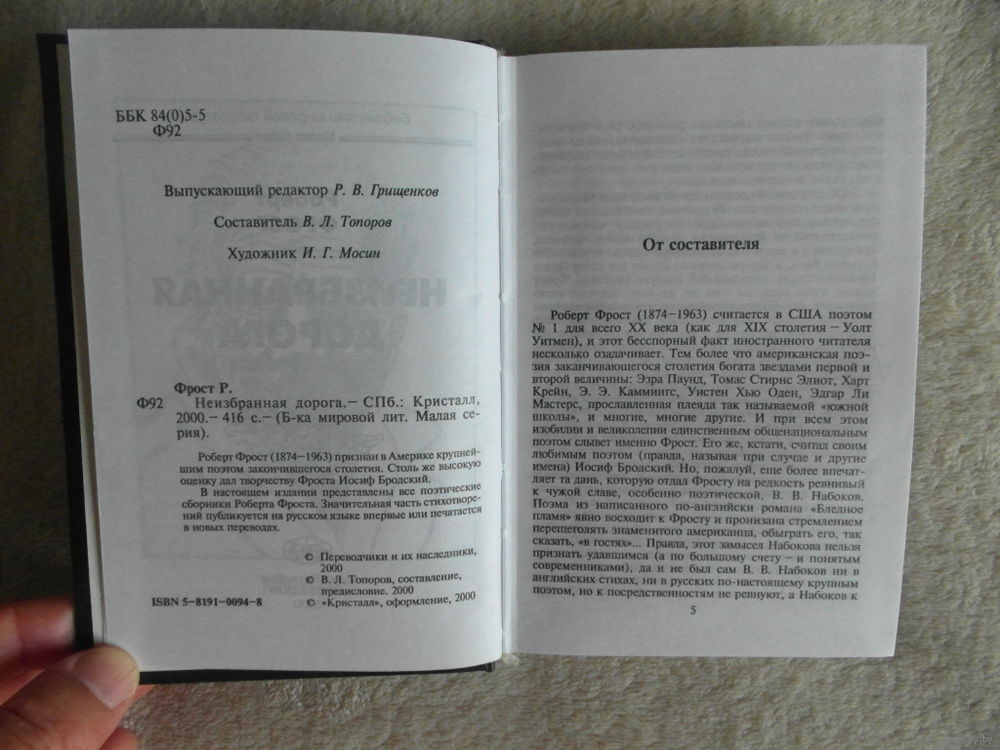 ББК 84(0)5-5
Ф92
Выпускающий редактор Р. В. Грищенков
Составитель В. Л. Топоров
Художник И. Г. Мосин
Фрост Р.
Ф92 Неизбранная дорога.– СПб.: Кристалл,
2000.– 416 с.– (Б-ка мировой лит. Малая се-
рия).
Роберт Фрост (1874–1963) признан в Америке крупней-
шим поэтом закончившегося столетия. Столь же высокую
оценку дал творчеству Фроста Иосиф Бродский.
В настоящем издании представлены все поэтические
сборники Роберта Фроста. Значительная часть стихотворе-
ний публикуется на русском языке впервые или печатается
в новых переводах.
© Переводчики и их наследники,
2000
© В. Л. Топоров, составление,
предисловие, 2000
ISBN 5–8191–0094–8 © «Кристалл», оформление, 2000
От составителя
Роберт Фрост (1874–1963) считается в США поэтом
№ 1 для всего XX века (как для XIX столетия – Уолт
Уитмен), и этот бесспорный факт иностранного читателя
несколько озадачивает. Тем более что американская поэ-
зия заканчивающегося столетия богата звездами первой и
второй величины: Эзра Паунд, Томас Стирнс Элиот, Харт
Крейн, Э. Э. Каммингс, Уистен Хью Оден, Эдгар Ли
Мастерс, прославленная плеяда так называемой «южной
школы», и многие, многие другие. И при всем этом
изобилии и великолепии единственным общенациональным
поэтом слывет именно Фрост. Его же, кстати, считал своим
любимым поэтом (правда, называя при случае и другие
имена) Иосиф Бродский. Но, пожалуй, еще более впечат-
ляет та дань, которую отдал Фросту на редкость ревнивый
к чужой славе, особенно поэтической, В. В. Набоков.
Поэма из написанного по-английски романа «Бледное
пламя» явно восходит к Фросту и пронизана стремлением
перещеголять знаменитого американца, обыграть его, так
сказать, «в гостях»... Правда, этот замысел Набокова нельзя
признать удавшимся (а по большому счету – и понятым
современниками), да и не был сам В. В. Набоков ни в
английских стихах, ни в русских по-настоящему крупным
поэтом, но к посредственностям не ревнуют, а Набоков к
5